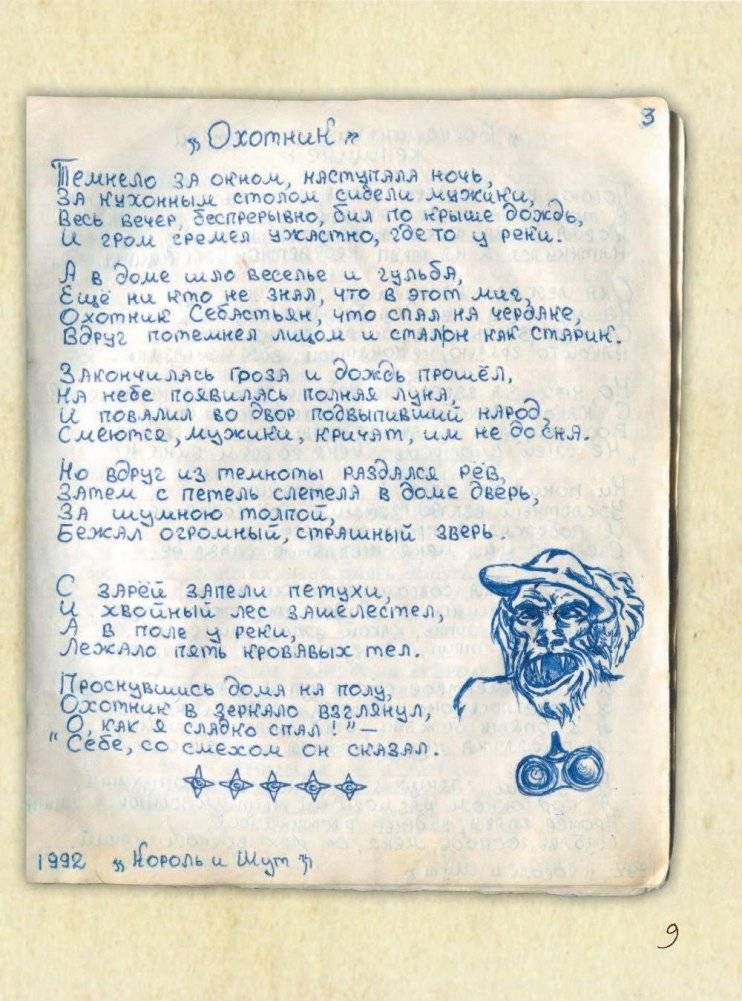 3
„Охотник"
Темнело за окном, наступала ночь,
За кухонным столом сидели мужики,
Весь вечер, беспрерывно, бил по крыше дождь,
И гром гремел ужастно, где то у реки.
А в доме шло веселье и гульба,
Ещё ни кто не знал, что в этот миг,
Охотник Себастьян, что спал на чердаке,
Вдруг потемнел лицом и стал он как старик.
Закончилась гроза и дождь прошёл,
На небе появилась полная луна,
И повалил во двор подвыпивший народ,
Смеются, мужики, кричат, им не до сна.
Но вдруг из темноты раздался рёв,
Затем с петель слетела в доме дверь,
За шумною толпой,
Бежал огромный, страшный зверь.
С зарёй запели петухи,
И хвойный лес зашелестел,
А в поле у реки,
Лежало пять кровавых тел.
Проснувшись дома на полу,
Охотник в зеркало взглянул,
О, как я сладко спал!"—
"Себе, со смехом он сказал.
1992 „Король и Шут"
9